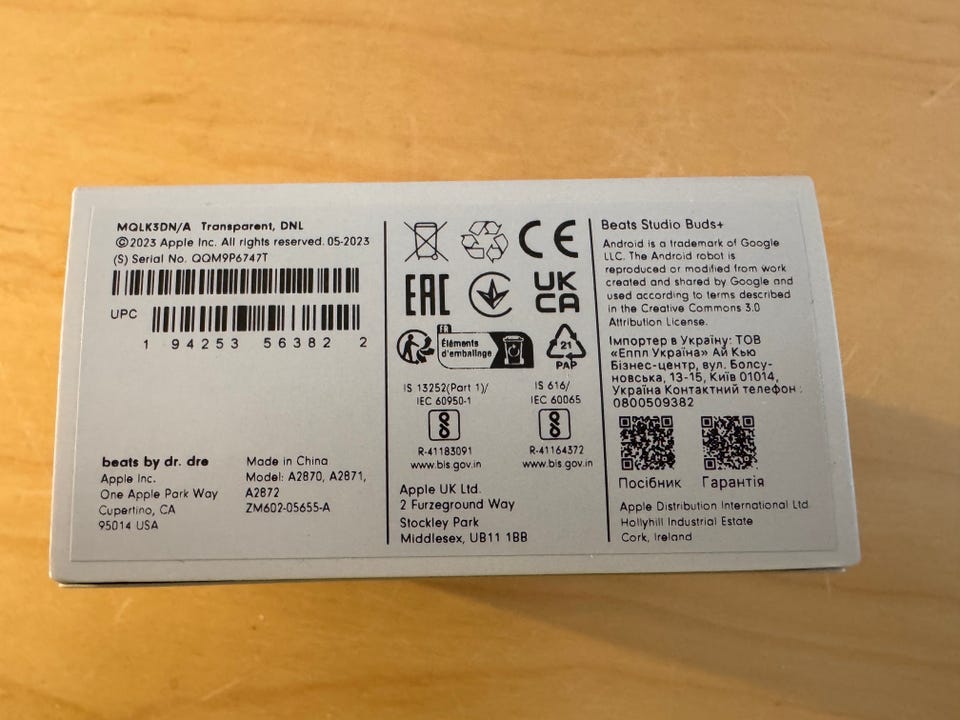 MQLK3DN/A Transparent, DNL
©2023 Apple Inc. All rights reserved. 05-2023
(S) Serial No. QQM9P6747T
UPC
1 94253 56382 2
beats by dr. dre
Apple Inc.
One Apple Park Way
Cupertino, CA
95014 USA
Made in China
Model: A2870, A2871,
A2872
ZM602-05655-A
CE
EAC
UK
CA
FR
Éléments
d'emballage
21
PAP
IS 13252(Part 1)/
IEC 60950-1
R-41183091
www.bis.gov.in
IS 616/
IEC 60065
R-41164372
www.bis.gov.in
Apple UK Ltd.
2 Furzeground Way
Stockley Park
Middlesex, UB11 1BB
Beats Studio Buds+
Android is a trademark of Google
LLC. The Android robot is
reproduced or modified from work
created and shared by Google and
used according to terms described
in the Creative Commons 3.0
Attribution License.
Імпортер в Україну: ТОВ
«Еппл Україна» Ай Кью
Бізнес-центр, вул. Болсу-
новська, 13-15, Київ 01014,
Україна Контактний телефон :
0800509382
Посібник
Гарантія
Apple Distribution International Ltd
Hollyhill Industrial Estate
Cork, Ireland